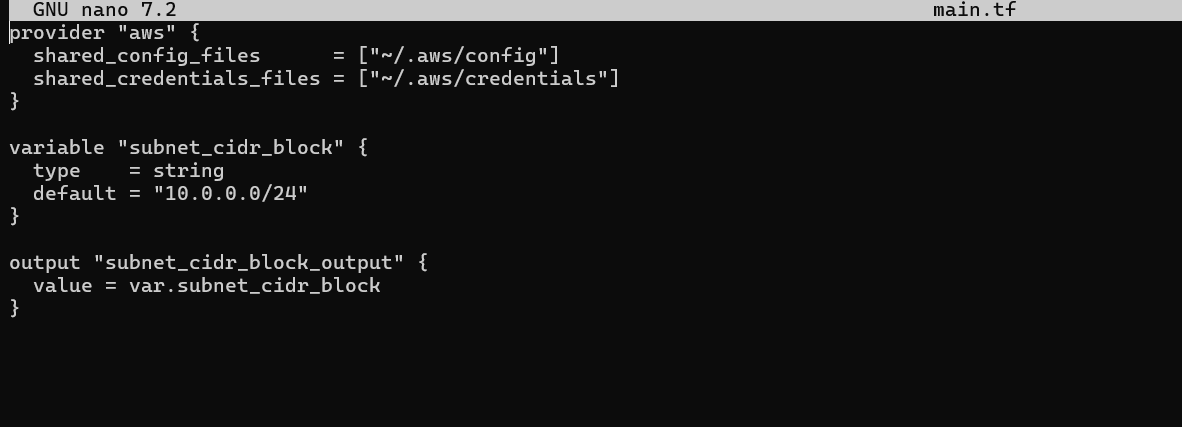 GNU nano 7.2 main.tf
provider "aws" {
  shared_config_files      = ["~/.aws/config"]
  shared_credentials_files = ["~/.aws/credentials"]
}

variable "subnet_cidr_block" {
  type    = string
  default = "10.0.0.0/24"
}

output "subnet_cidr_block_output" {
  value = var.subnet_cidr_block
}